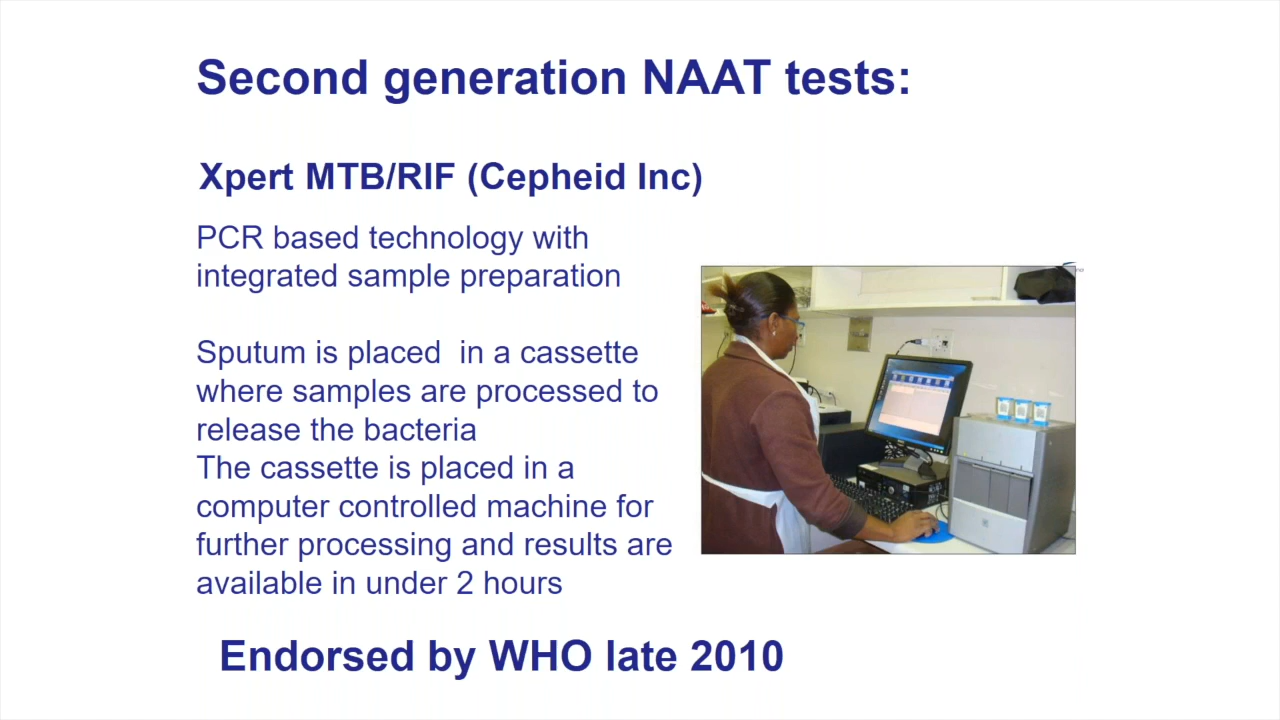 Second generation NAAT tests:
Xpert MTB/RIF (Cepheid Inc)
PCR based technology with
integrated sample preparation
Sputum is placed  in a cassette
where samples are processed to
release the bacteria
The cassette is placed in a
computer controlled machine for
further processing and results are
available in under 2 hours
Endorsed by WHO late 2010